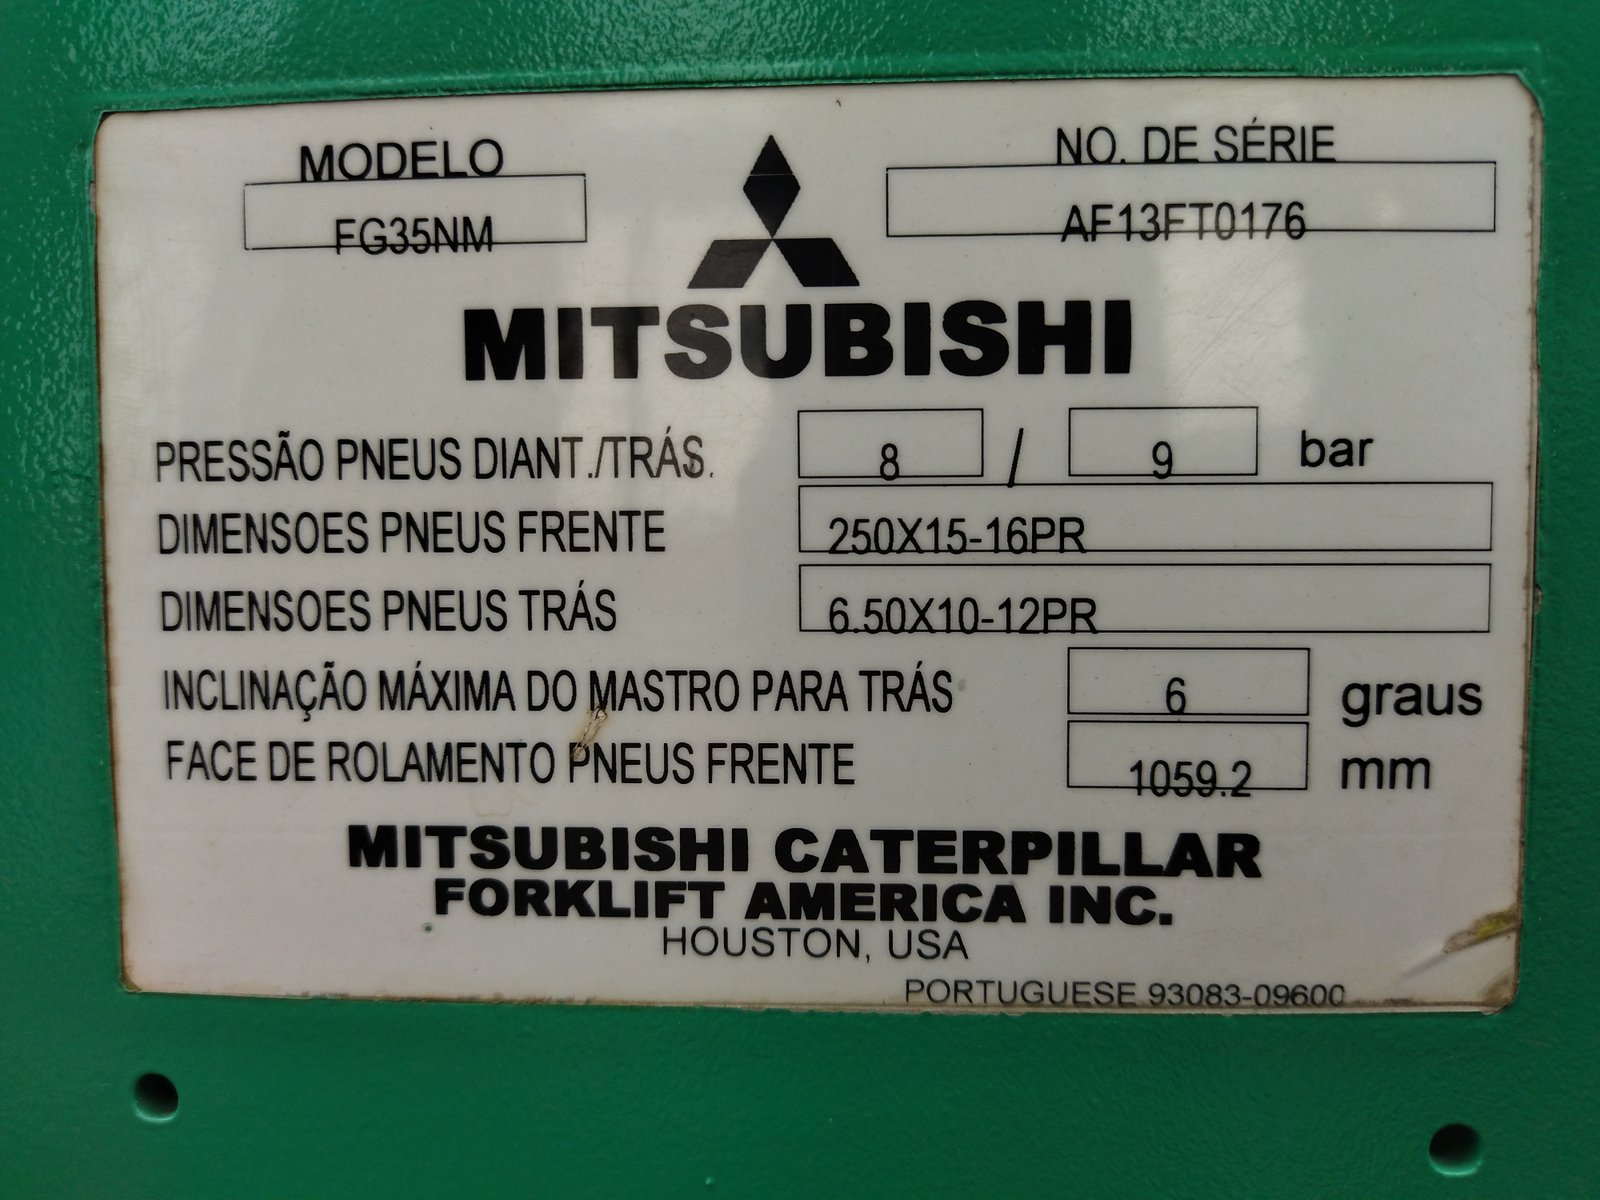 MODELO
NO. DE SÉRIE
FG35NM
AF13FT0176
MITSUBISHI
PRESSÃO PNEUS DIANT./TRÁS. 8 / 9 bar
DIMENSOES PNEUS FRENTE 250X15-16PR
DIMENSOES PNEUS TRÁS 6.50X10-12PR
INCLINAÇÃO MÁXIMA DO MASTRO PARA TRÁS 6 graus
FACE DE ROLAMENTO PNEUS FRENTE 1059.2 mm
MITSUBISHI CATERPILLAR
FORKLIFT AMERICA INC.
HOUSTON, USA
PORTUGUESE 93083-09600